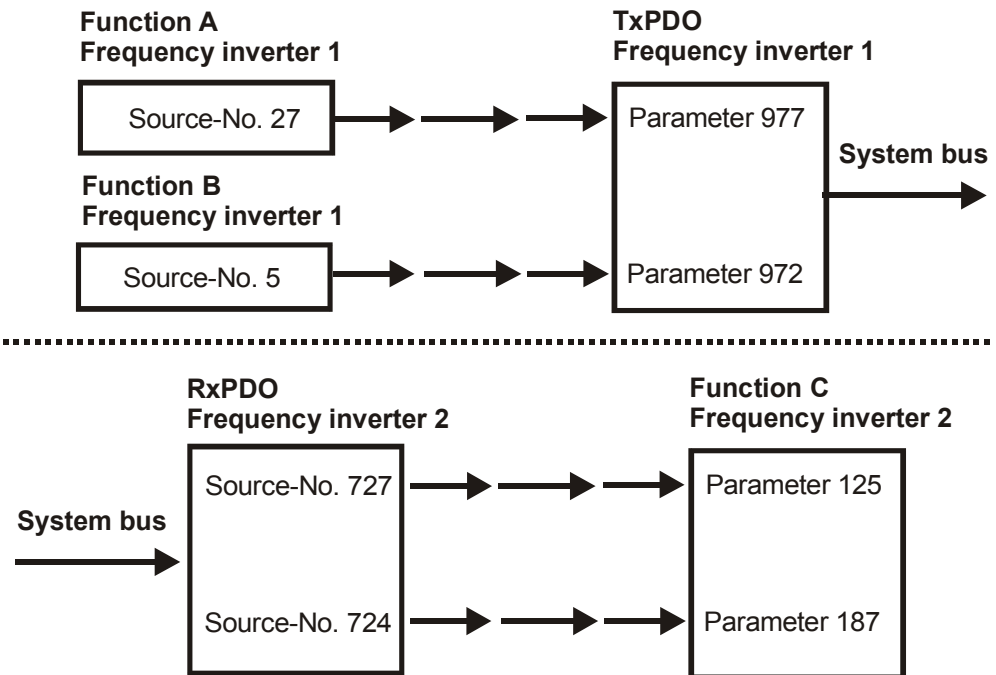 Function A
Frequency inverter 1
Source-No. 27
Function B
Frequency inverter 1
Source-No. 5
TxPDO
Frequency inverter 1
Parameter 977
Parameter 972
System bus
RxPDO
Frequency inverter 2
System bus
Source-No. 727
Source-No. 724
Function C
Frequency inverter 2
Parameter 125
Parameter 187